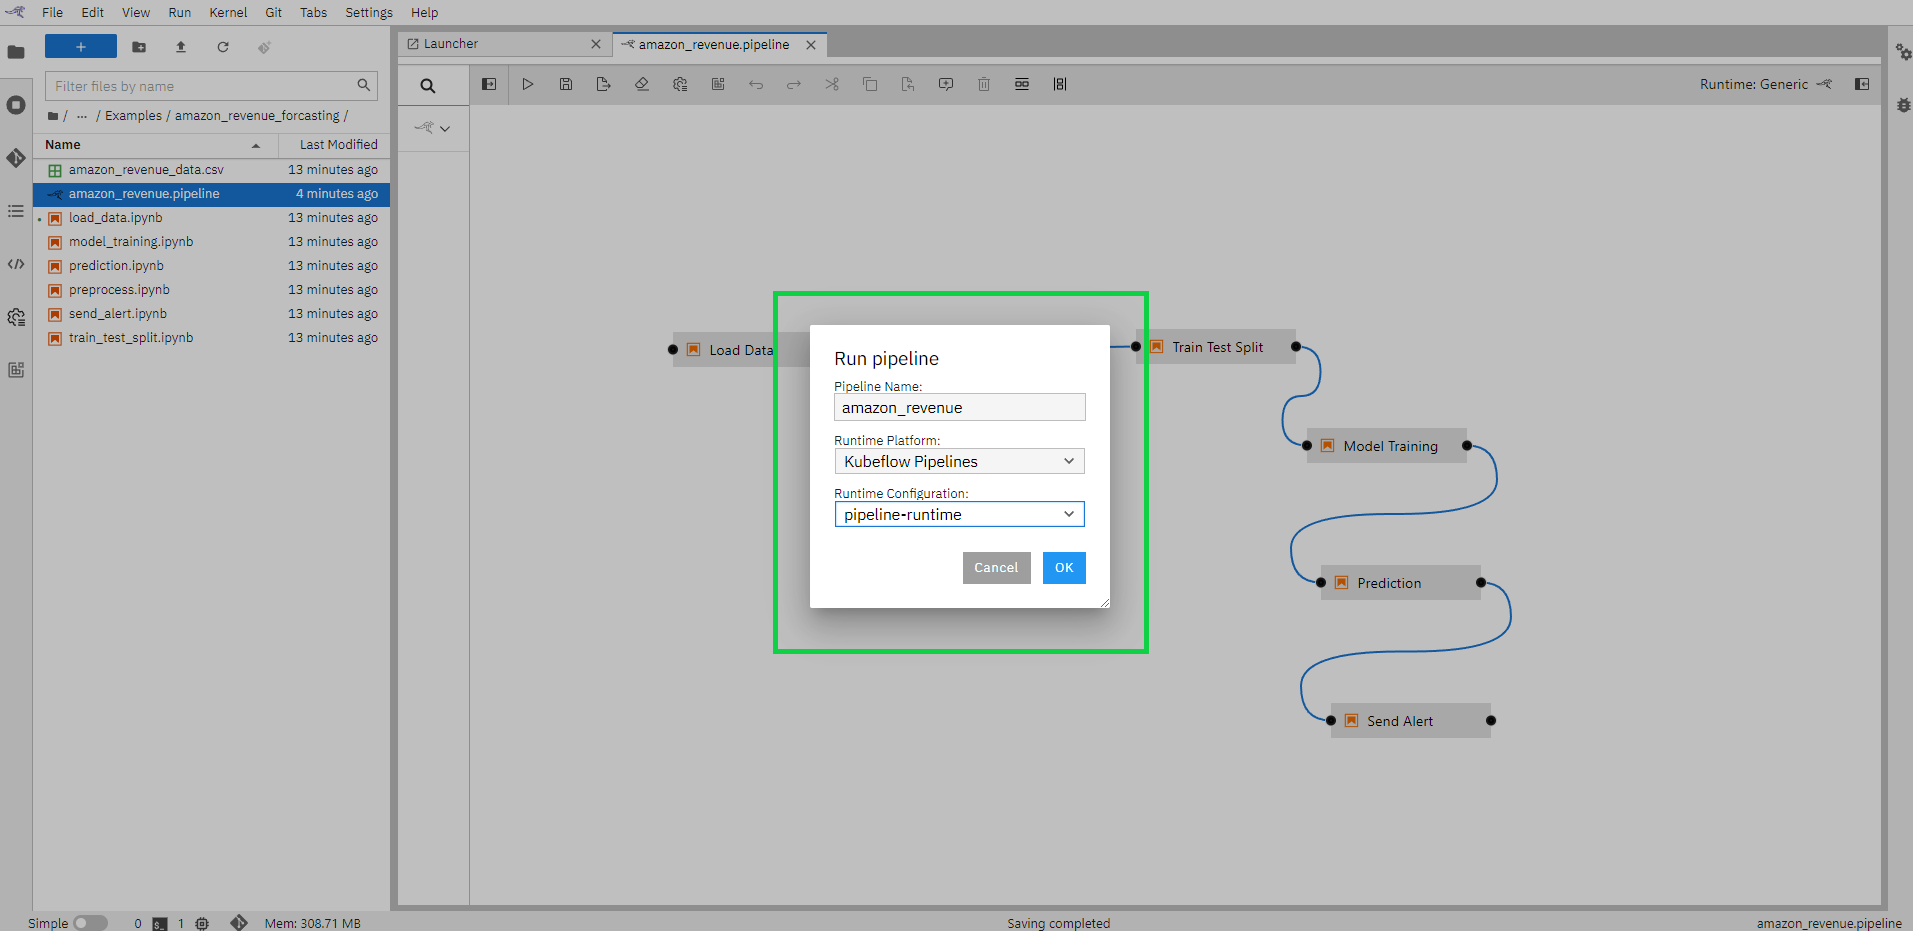 File Edit View Run Kernel Git Tabs Settings Help
Launcher
amazon_revenue.pipeline
Filter files by name
/ ... / Examples / amazon_revenue_forcasting /
Name Last Modified
amazon_revenue_data.csv 13 minutes ago
amazon_revenue.pipeline 4 minutes ago
load_data.ipynb 13 minutes ago
model_training.ipynb 13 minutes ago
prediction.ipynb 13 minutes ago
preprocess.ipynb 13 minutes ago
send_alert.ipynb 13 minutes ago
train_test_split.ipynb 13 minutes ago
Runtime: Generic
Load Data
Train Test Split
Model Training
Prediction
Send Alert
Run pipeline
Pipeline Name:
amazon_revenue
Runtime Platform:
Kubeflow Pipelines
Runtime Configuration:
pipeline-runtime
Cancel OK
Simple 0 $_ 1 Mem: 308.71 MB
Saving completed
amazon_revenue.pipeline